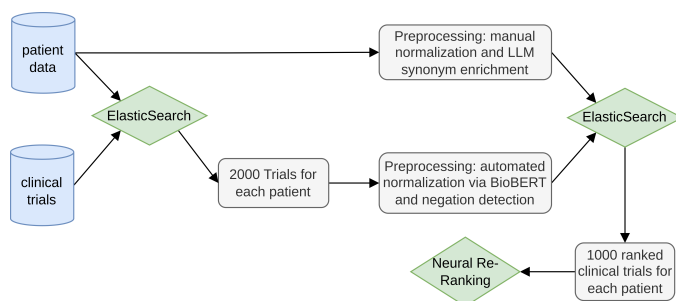 patient
data
Preprocessing: manual
normalization and LLM
synonym enrichment
ElasticSearch
ElasticSearch
clinical
trials
2000 Trials for
each patient
Preprocessing: automated
normalization via BioBERT
and negation detection
1000 ranked
clinical trials for
each patient
Neural Re-
Ranking